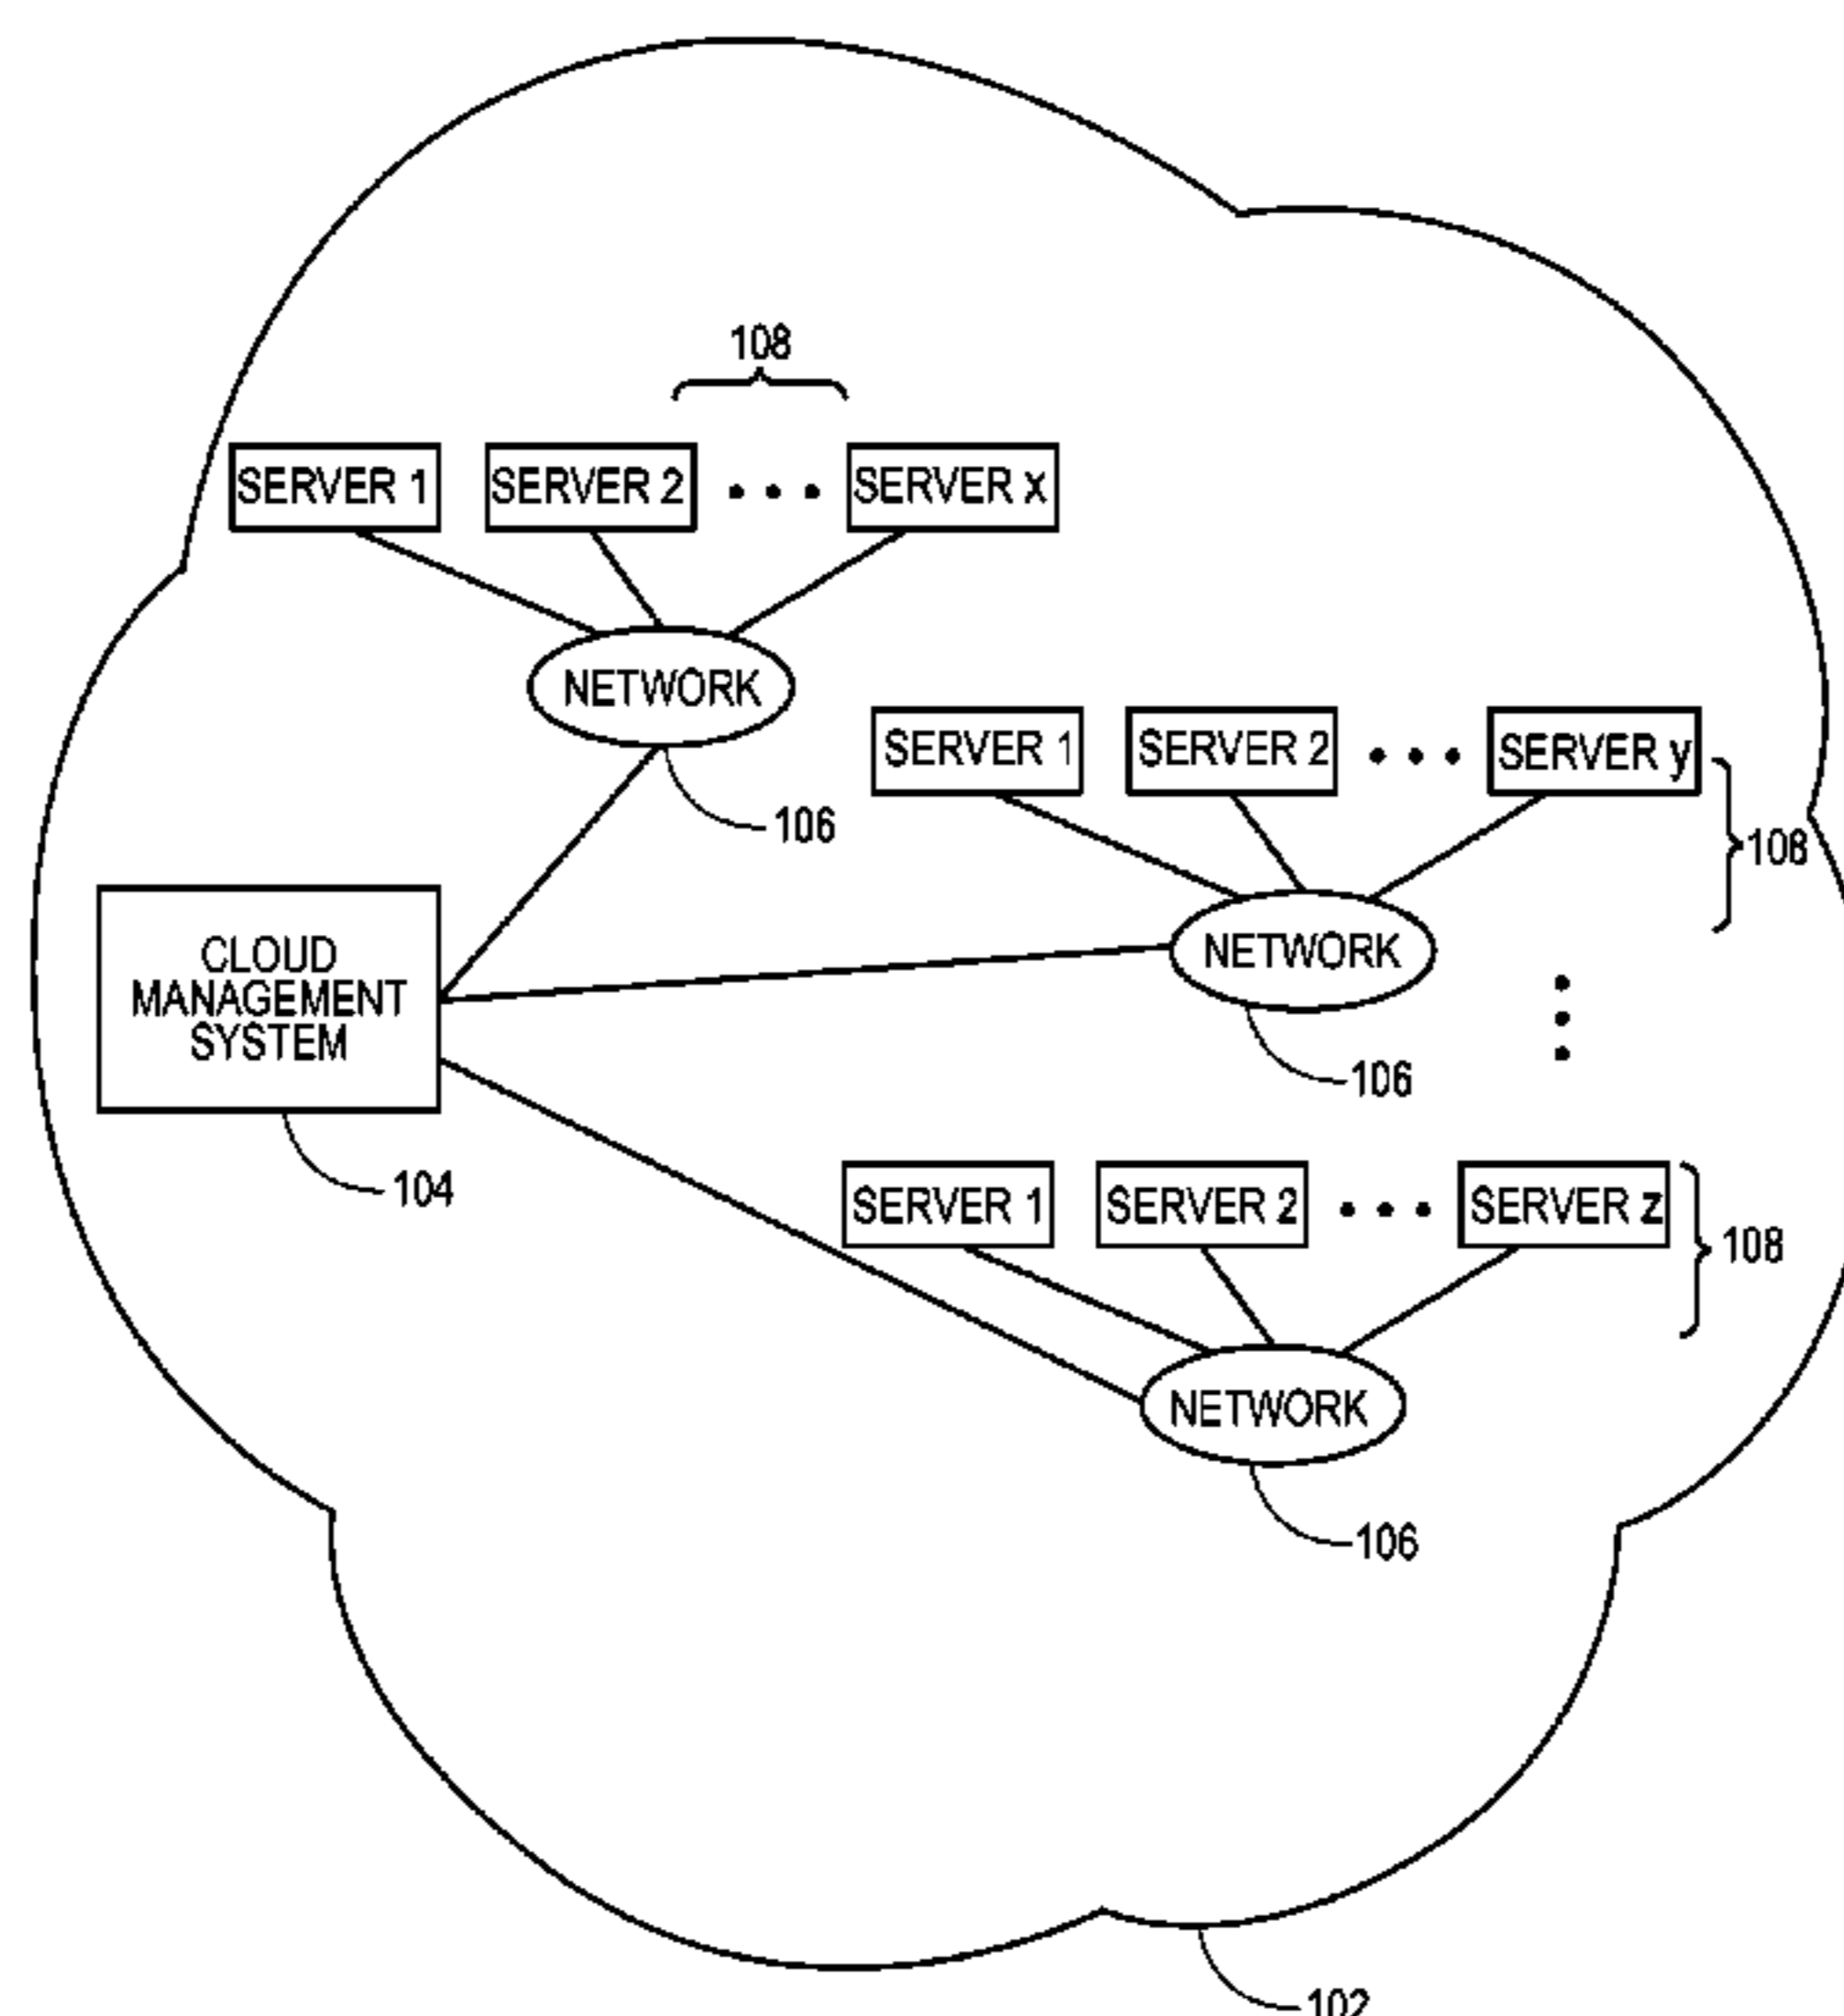 108
SERVER 1 SERVER 2 • • • SERVER x
NETWORK
106
SERVER 1 SERVER 2 • • • SERVER y
108
CLOUD
MANAGEMENT
SYSTEM
104
NETWORK
106
SERVER 1 SERVER 2 • • • SERVER z
108
NETWORK
106
102